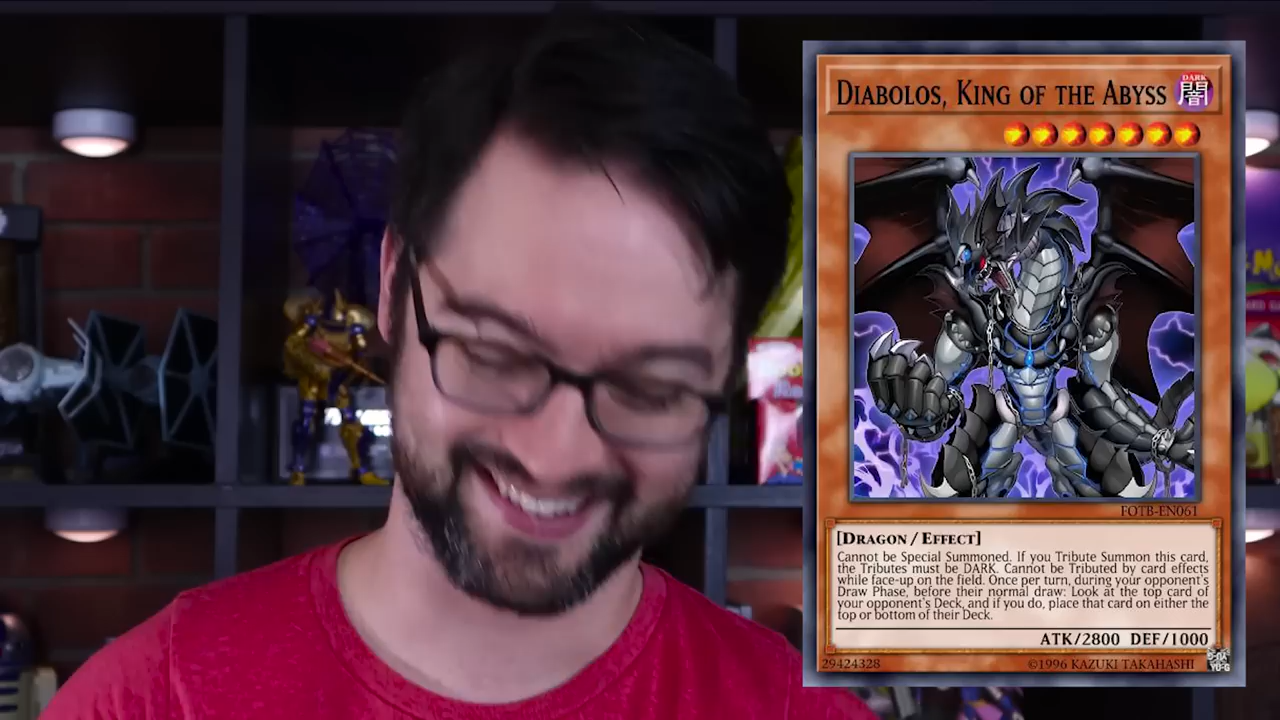 DIABOLOS, KING OF THE ABYSS
DARK
闇
FOTB-EN061
[DRAGON / EFFECT]
Cannot be Special Summoned. If you Tribute Summon this card,
the Tributes must be DARK. Cannot be Tributed by card effects
while face-up on the field. Once per turn, during your opponent's
Draw Phase, before their normal draw: Look at the top card of
your opponent's Deck, and if you do, place that card on either the
top or bottom of their Deck.
ATK/2800 DEF/1000
29424328
©1996 KAZUKI TAKAHASHI